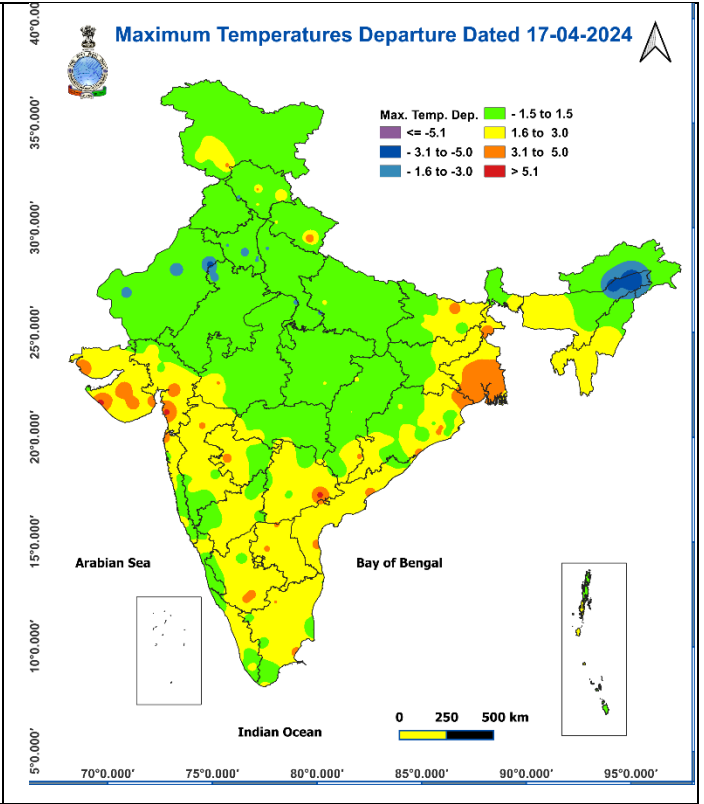 Maximum Temperatures Departure Dated 17-04-2024
Max. Temp. Dep.
<= -5.1
- 3.1 to -5.0
- 1.6 to -3.0
- 1.5 to 1.5
1.6 to 3.0
3.1 to 5.0
> 5.1
40°0.000'
35°0.000'
30°0.000'
25°0.000'
20°0.000'
15°0.000'
10°0.000'
5°0.000'
Arabian Sea
Bay of Bengal
Indian Ocean
0 250 500 km
70°0.000' 75°0.000' 80°0.000' 85°0.000' 90°0.000' 95°0.000'